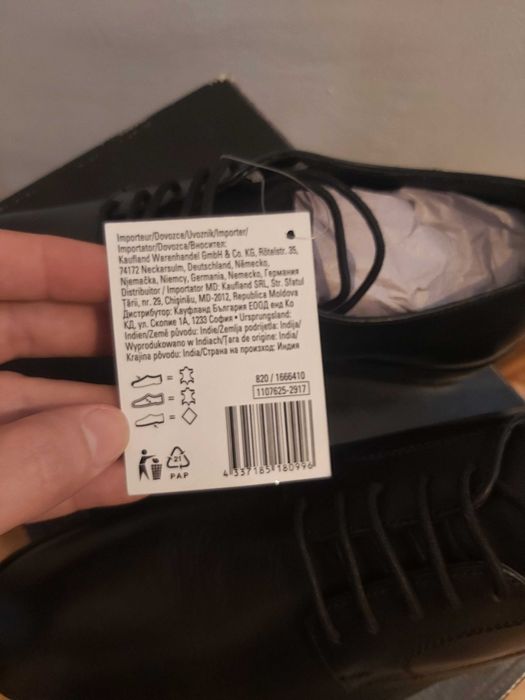 Importeur/Dovozce/Uvoznik/Importer/
Importator/Dovozca/Вносител:
Kaufland Warenhandel GmbH & Co. KG, Rötelstr. 35,
74172 Neckarsulm, Deutschland, Německo,
Njemačka, Niemcy, Germania, Nemecko, Германия
Distribuitor / Importator MD: Kaufland SRL, Str. Sfatul
Țării, nr. 29, Chișinău, MD-2012, Republica Moldova
Дистрибутор: Кауфланд България ЕООД енд Ко
КД, ул. Скопие 1А, 1233 София • Ursprungsland:
Indien/Země původu: Indie/Zemlja podrijetla: Indija/
Wyprodukowano w Indiach/Țara de origine: India/
Krajina pôvodu: India/Страна на произход: Индия
= 
=
=
820 / 1666410
1107625-2917
4 337185 180996
21
PAP